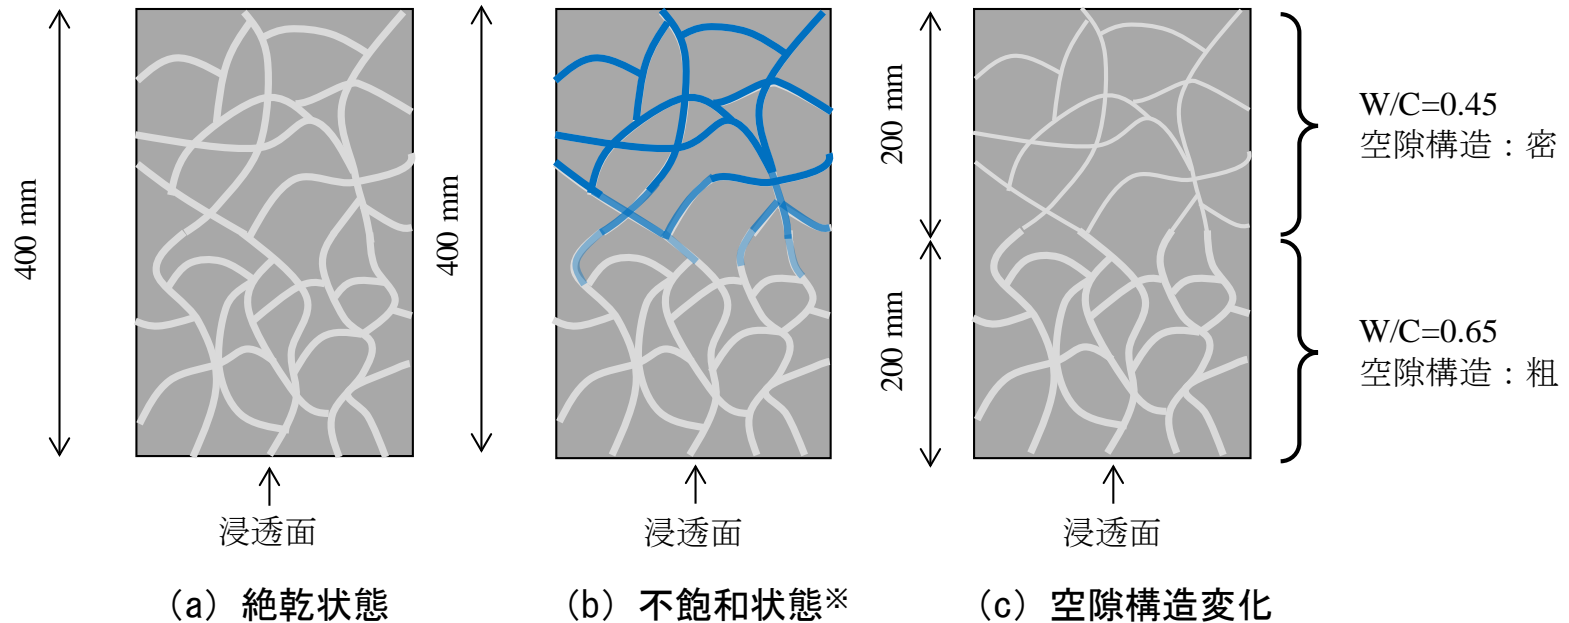 400 mm
浸透面
(a) 絶乾状態
400 mm
浸透面
(b) 不飽和状態※
200 mm
200 mm
浸透面
(c) 空隙構造変化
W/C=0.45
空隙構造：密
W/C=0.65
空隙構造：粗